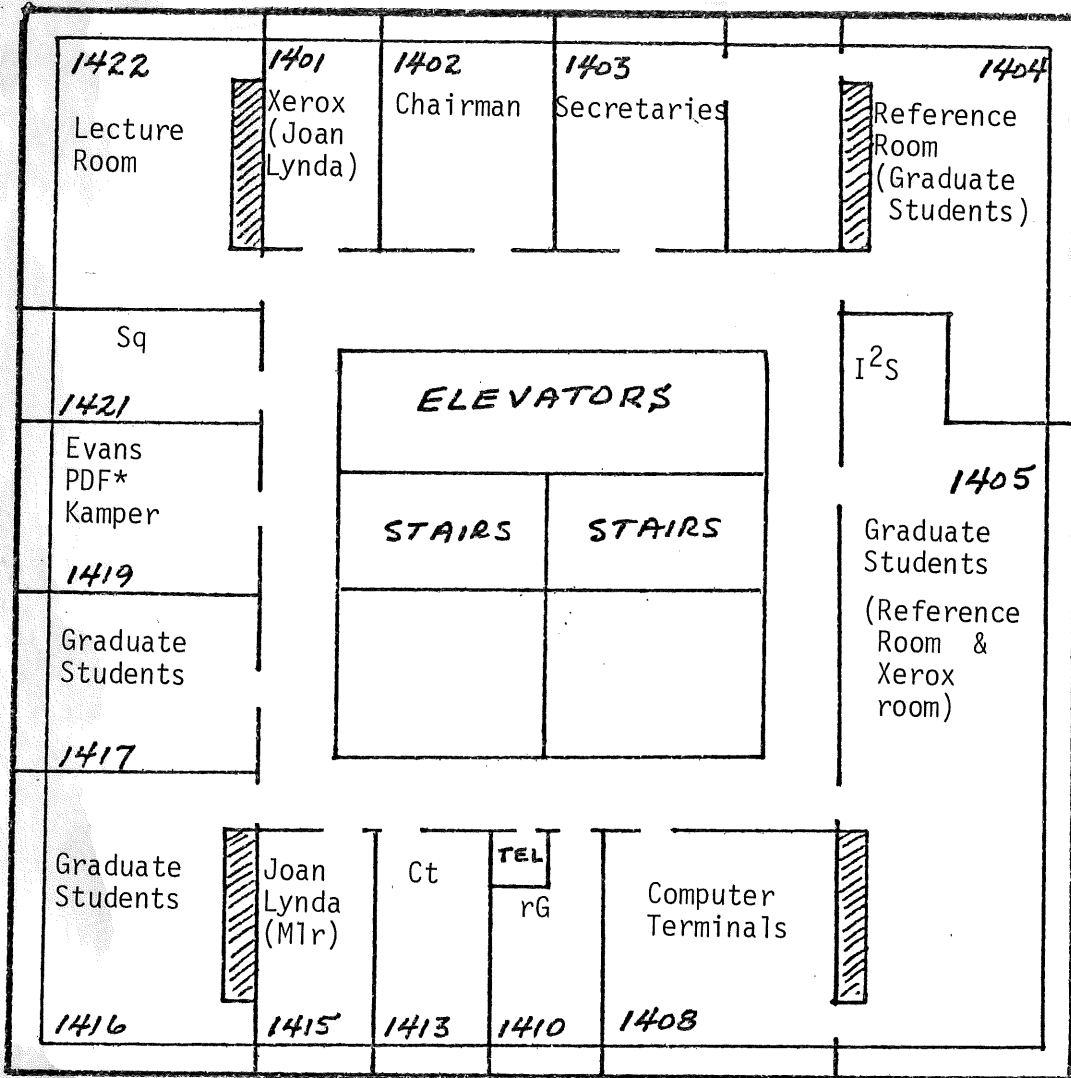 1422
Lecture
Room
1401
Xerox
(Joan
Lynda)
1402
Chairman
1403
Secretaries
1404
Reference
Room
(Graduate
Students)
Sq
1421
ELEVATORS
I²S
Evans
PDF*
Kamper
1419
STAIRS
STAIRS
1405
Graduate
Students
(Reference
Room &
Xerox
room)
Graduate
Students
1417
Graduate
Students
1416
Joan
Lynda
(Mlr)
1415
Ct
1413
TEL
rG
1410
Computer
Terminals
1408